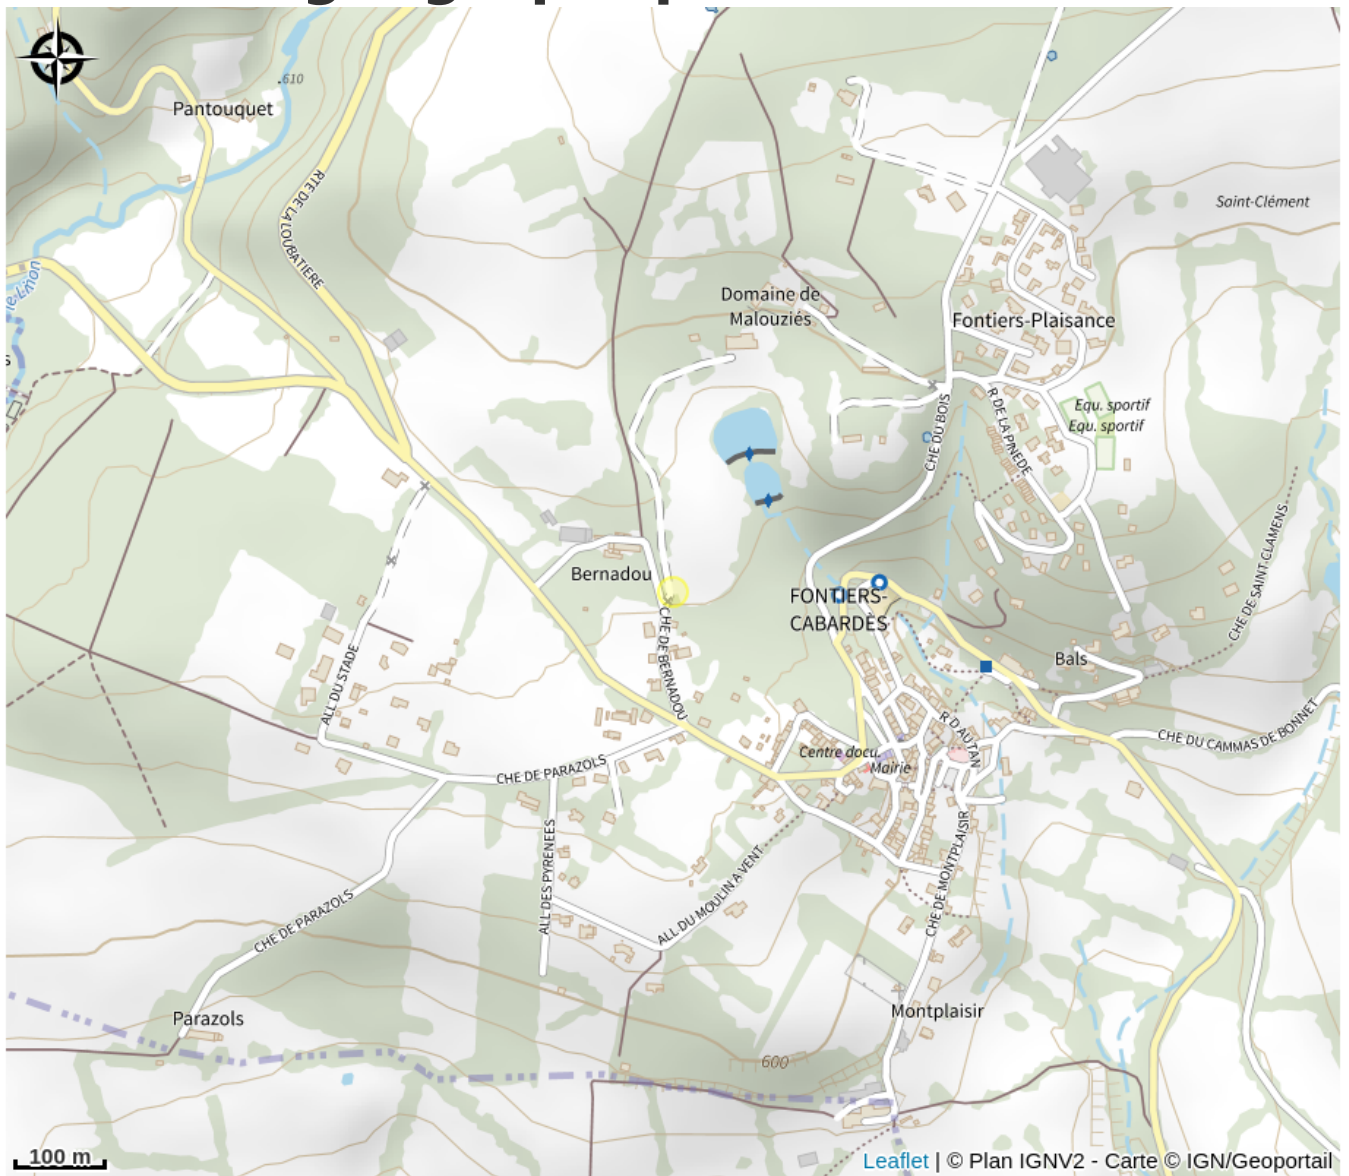 .610
Pantouquet
RTE DE LA LOUBATIERE
Saint-Clément
le Linon
Domaine de
Malouziés
Fontiers-Plaisance
Equ. sportif
Equ. sportif
CHE DU BOIS
R DE LA PINEDE
CHE DE SAINT CLAMENS
Bernadou
FONTIERS-
CABARDÈS
CHE DE BERNADOU
ALL DU STADE
Bals
R D'AUTAN
CHE DU CAMMAS DE BONNET
Centre docu.
Mairie
CHE DE PARAZOLS
ALL DES PYRENEES
ALL DU MOULIN A VENT
CHE DE MONTPLAISIR
CHE DE PARAZOLS
Parazols
Montplaisir
600
100 m
Leaflet | © Plan IGNV2 - Carte © IGN/Geoportail